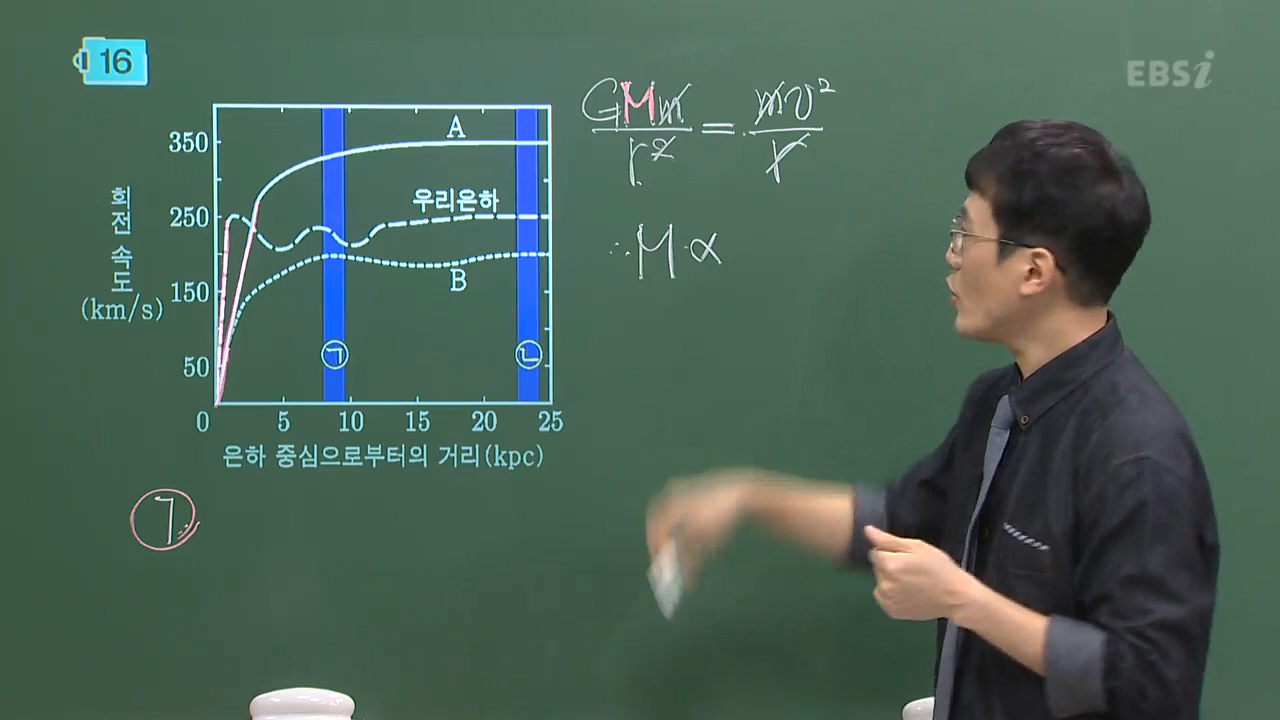 16
EBSi
GMm/r² = mv²/r
∴ M ∝
350
250
150
50
0
5
10
15
20
25
회전 속도
(km/s)
A
우리은하
B
㉠
㉡
은하 중심으로부터의 거리(kpc)
ㄱ